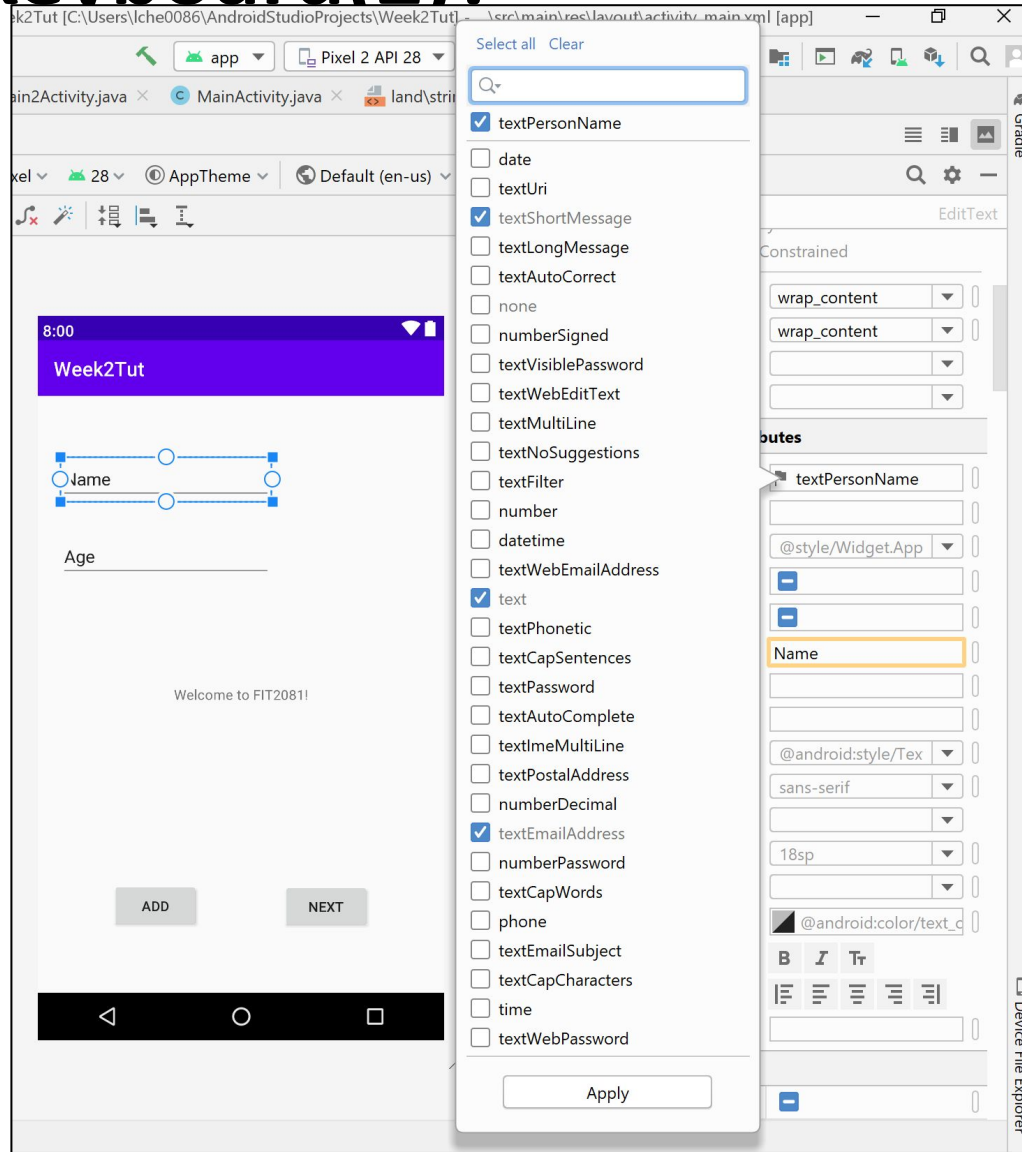 ek2Tut [C:\Users\lche0086\AndroidStudioProjects\Week2Tut] - ...\src\main\res\layout\activity_main.xml [app]
app
Pixel 2 API 28
ain2Activity.java
MainActivity.java
land\stri
xel
28
AppTheme
Default (en-us)
8:00
Week2Tut
Name
Age
Welcome to FIT2081!
ADD
NEXT
Select all Clear
textPersonName
date
textUri
textShortMessage
textLongMessage
textAutoCorrect
none
numberSigned
textVisiblePassword
textWebEditText
textMultiLine
textNoSuggestions
textFilter
number
datetime
textWebEmailAddress
text
textPhonetic
textCapSentences
textPassword
textAutoComplete
textImeMultiLine
textPostalAddress
numberDecimal
textEmailAddress
numberPassword
textCapWords
phone
textEmailSubject
textCapCharacters
time
textWebPassword
Apply
EditText
Constrained
wrap_content
wrap_content
butes
textPersonName
@style/Widget.App
Name
@android:style/Tex
sans-serif
18sp
@android:color/text_c
B I Tт
Gradle
Device File Explorer